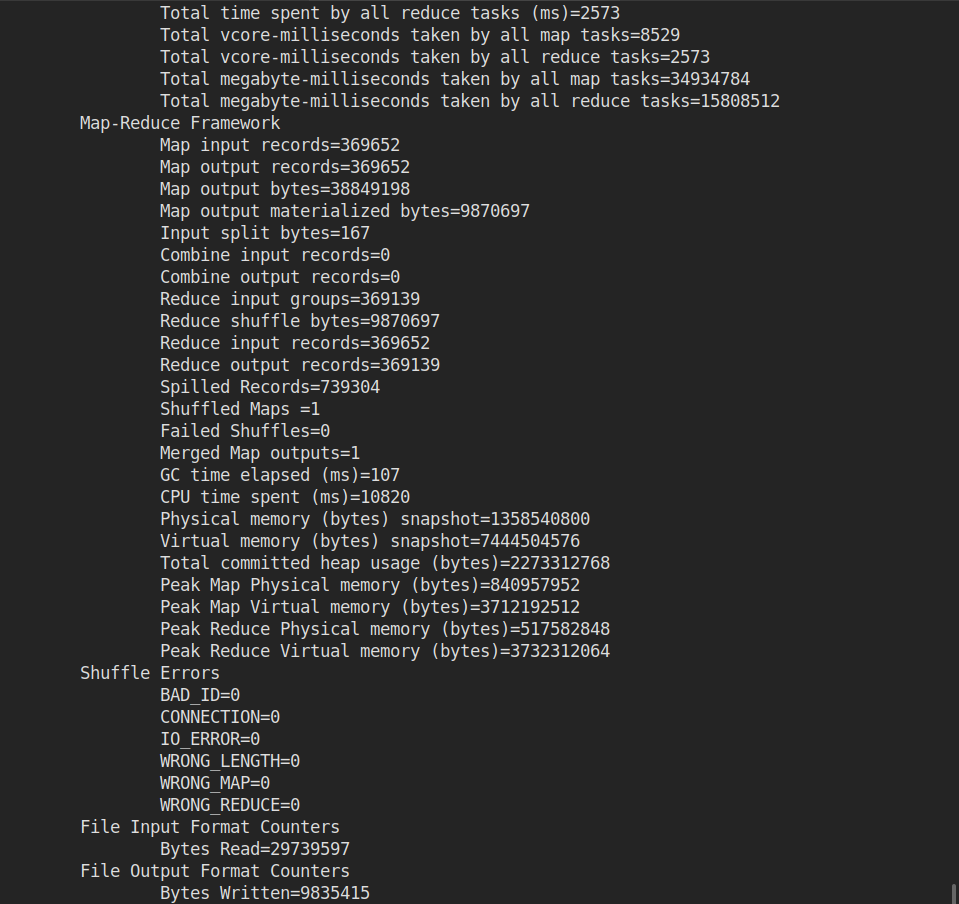 Total time spent by all reduce tasks (ms)=2573
Total vcore-milliseconds taken by all map tasks=8529
Total vcore-milliseconds taken by all reduce tasks=2573
Total megabyte-milliseconds taken by all map tasks=34934784
Total megabyte-milliseconds taken by all reduce tasks=15808512
Map-Reduce Framework
Map input records=369652
Map output records=369652
Map output bytes=38849198
Map output materialized bytes=9870697
Input split bytes=167
Combine input records=0
Combine output records=0
Reduce input groups=369139
Reduce shuffle bytes=9870697
Reduce input records=369652
Reduce output records=369139
Spilled Records=739304
Shuffled Maps =1
Failed Shuffles=0
Merged Map outputs=1
GC time elapsed (ms)=107
CPU time spent (ms)=10820
Physical memory (bytes) snapshot=1358540800
Virtual memory (bytes) snapshot=7444504576
Total committed heap usage (bytes)=2273312768
Peak Map Physical memory (bytes)=840957952
Peak Map Virtual memory (bytes)=3712192512
Peak Reduce Physical memory (bytes)=517582848
Peak Reduce Virtual memory (bytes)=3732312064
Shuffle Errors
BAD_ID=0
CONNECTION=0
IO_ERROR=0
WRONG_LENGTH=0
WRONG_MAP=0
WRONG_REDUCE=0
File Input Format Counters
Bytes Read=29739597
File Output Format Counters
Bytes Written=9835415